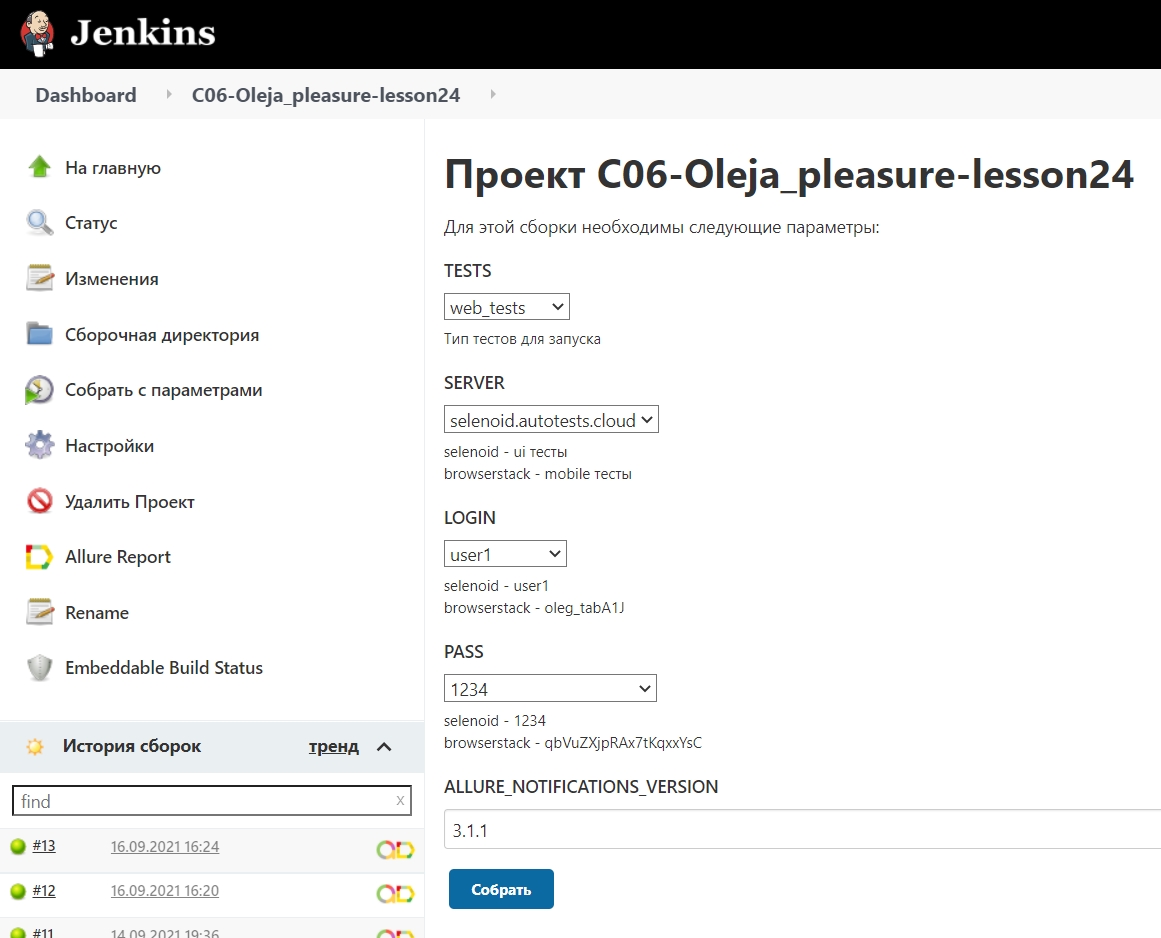 Jenkins
Dashboard
C06-Oleja_pleasure-lesson24
На главную
Статус
Изменения
Сборочная директория
Собрать с параметрами
Настройки
Удалить Проект
Allure Report
Rename
Embeddable Build Status
История сборок
тренд
find
x
#13
16.09.2021 16:24
#12
16.09.2021 16:20
#11
14.09.2021 19:36
Проект C06-Oleja_pleasure-lesson24
Для этой сборки необходимы следующие параметры:
TESTS
web_tests
Тип тестов для запуска
SERVER
selenoid.autotests.cloud
selenoid - ui тесты
browserstack - mobile тесты
LOGIN
user1
selenoid - user1
browserstack - oleg_tabA1J
PASS
1234
selenoid - 1234
browserstack - qbVuZXjpRAx7tKqxxYsC
ALLURE_NOTIFICATIONS_VERSION
3.1.1
Собрать